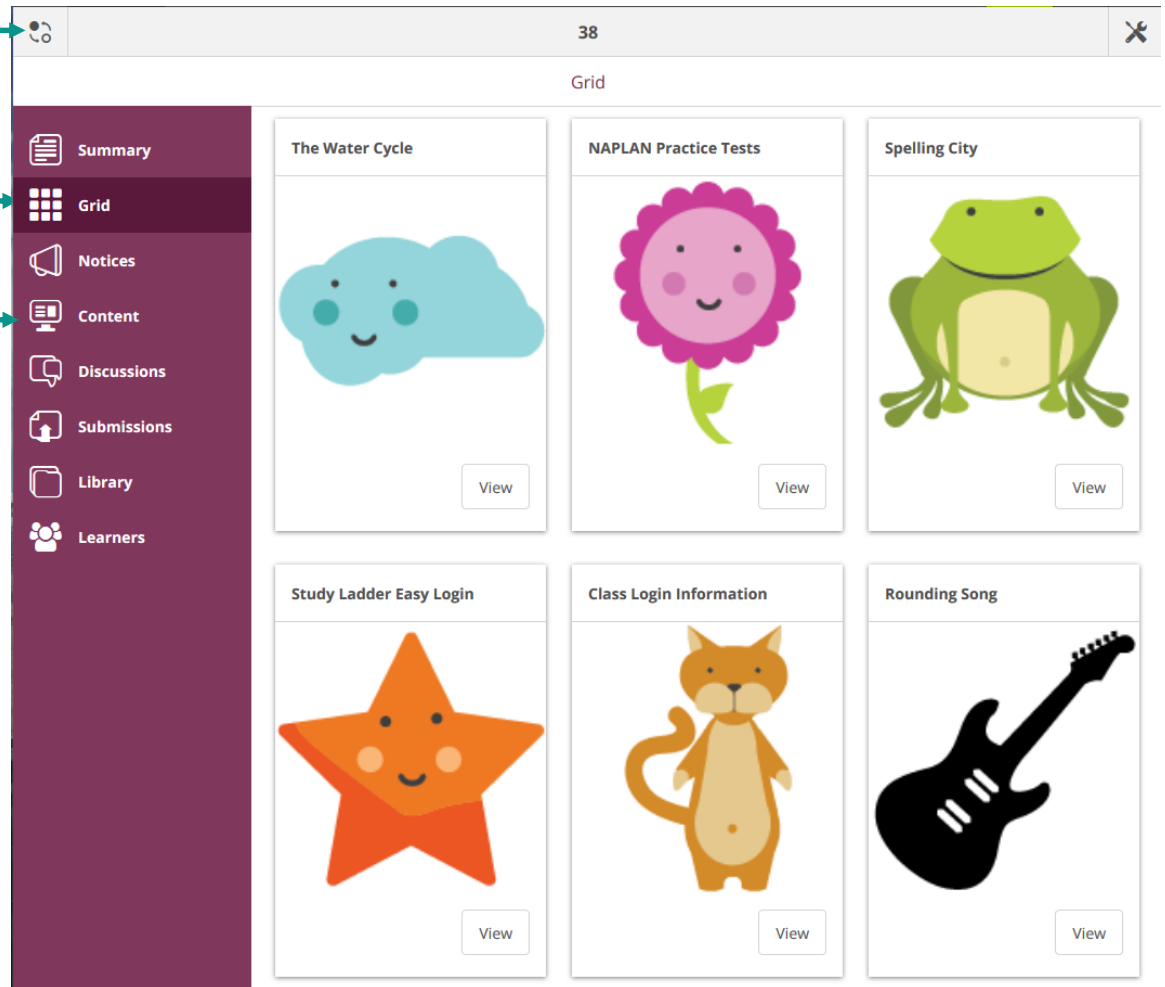 38
Grid
Summary
Grid
Notices
Content
Discussions
Submissions
Library
Learners
The Water Cycle
NAPLAN Practice Tests
Spelling City
View
View
View
Study Ladder Easy Login
Class Login Information
Rounding Song
View
View
View